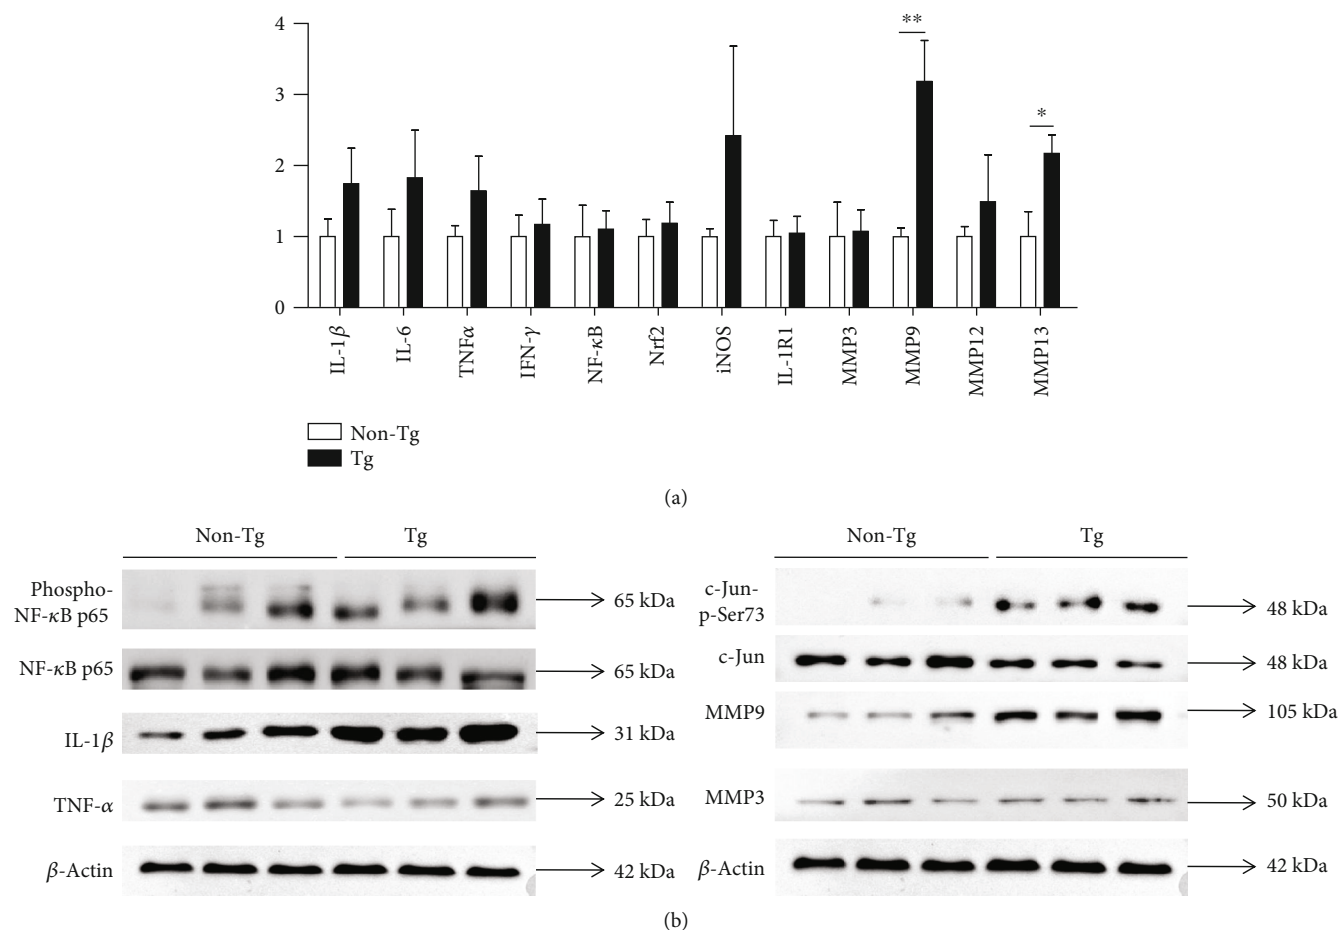 4
3
2
1
0
**
*
IL-1β
IL-6
TNFα
IFN-γ
NF-κB
Nrf2
iNOS
IL-1R1
MMP3
MMP9
MMP12
MMP13
Non-Tg
Tg
(a)
Non-Tg Tg
Phospho-
NF-κB p65
65 kDa
NF-κB p65
65 kDa
IL-1β
31 kDa
TNF-α
25 kDa
β-Actin
42 kDa
Non-Tg Tg
c-Jun-
p-Ser73
48 kDa
c-Jun
48 kDa
MMP9
105 kDa
MMP3
50 kDa
β-Actin
42 kDa
(b)